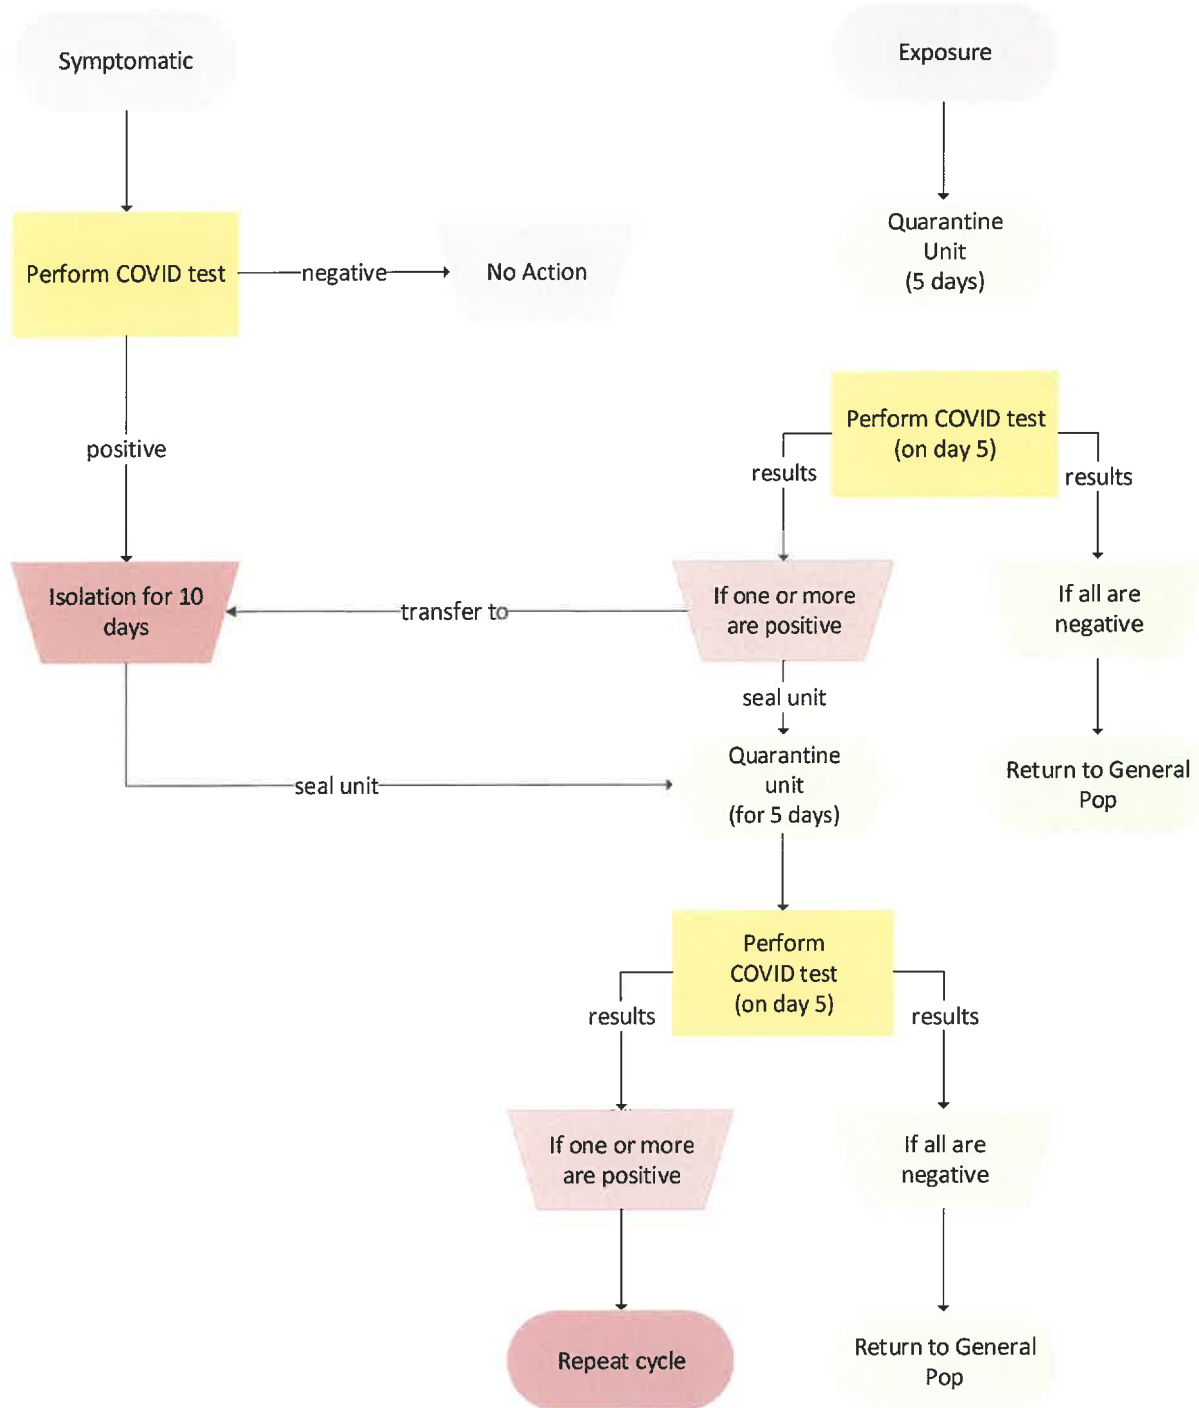 Symptomatic
Exposure
Perform COVID test
negative
No Action
Quarantine
Unit
(5 days)
positive
Perform COVID test
(on day 5)
results
results
Isolation for 10
days
transfer to
If one or more
are positive
If all are
negative
seal unit
seal unit
Quarantine
unit
(for 5 days)
Return to General
Pop
Perform
COVID test
(on day 5)
results
results
If one or more
are positive
If all are
negative
Repeat cycle
Return to General
Pop